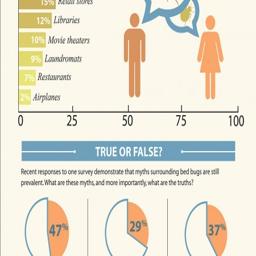 15% Retail stores
12% Libraries
10% Movie theaters
9% Laundromats
7% Restaurants
2% Airplanes
0 25 50 75 100
TRUE OR FALSE?
Recent responses to one survey demonstrate that myths surrounding bed bugs are still
prevalent. What are these myths, and more importantly, what are the truths?
47% 29% 37%